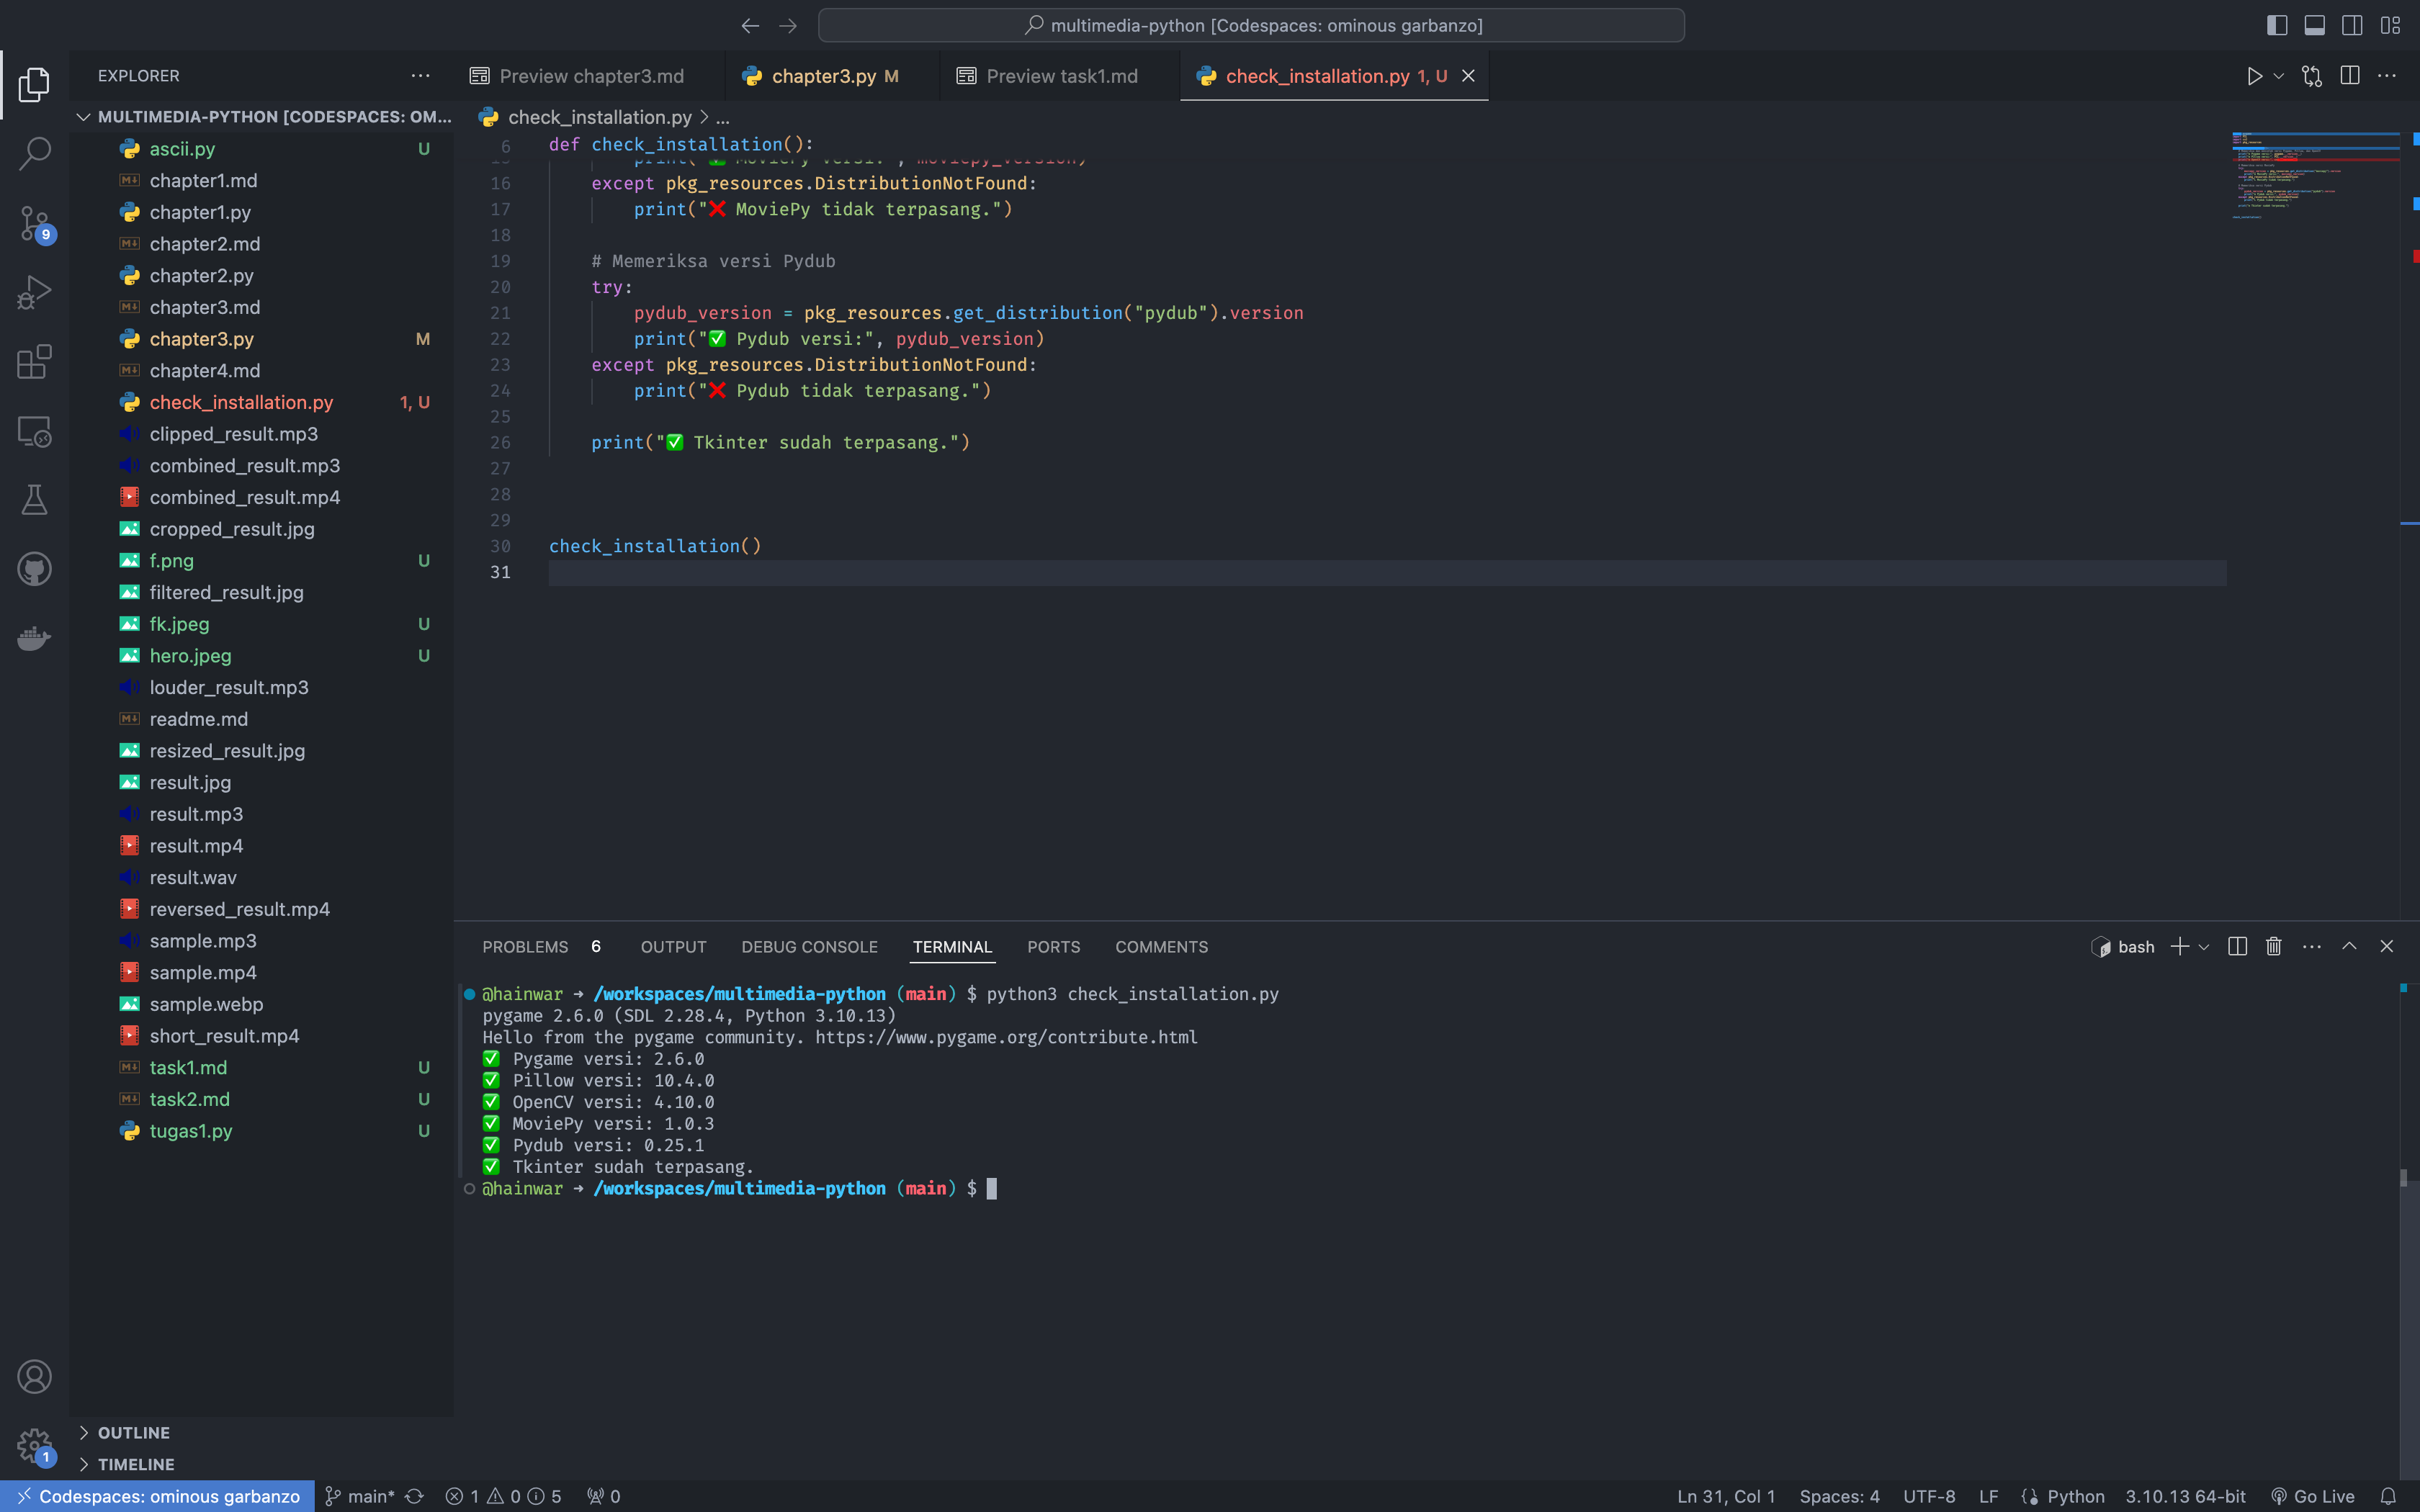 multimedia-python [Codespaces: ominous garbanzo]
EXPLORER
MULTIMEDIA-PYTHON [CODESPACES: OM...
ascii.py U
chapter1.md
chapter1.py
chapter2.md
chapter2.py
chapter3.md
chapter3.py M
chapter4.md
check_installation.py 1, U
clipped_result.mp3
combined_result.mp3
combined_result.mp4
cropped_result.jpg
f.png U
filtered_result.jpg
fk.jpeg U
hero.jpeg U
louder_result.mp3
readme.md
resized_result.jpg
result.jpg
result.mp3
result.mp4
result.wav
reversed_result.mp4
sample.mp3
sample.mp4
sample.webp
short_result.mp4
task1.md U
task2.md U
tugas1.py U
OUTLINE
TIMELINE
9
1
Preview chapter3.md
chapter3.py M
Preview task1.md
check_installation.py 1, U
check_installation.py > ...
6 def check_installation():
print("✅ MoviePy versi:", moviepy_version)
16 except pkg_resources.DistributionNotFound:
17 print("❌ MoviePy tidak terpasang.")
18
19 # Memeriksa versi Pydub
20 try:
21 pydub_version = pkg_resources.get_distribution("pydub").version
22 print("✅ Pydub versi:", pydub_version)
23 except pkg_resources.DistributionNotFound:
24 print("❌ Pydub tidak terpasang.")
25
26 print("✅ Tkinter sudah terpasang.")
27
28
29
30 check_installation()
31
PROBLEMS 6 OUTPUT DEBUG CONSOLE TERMINAL PORTS COMMENTS
bash
@hainwar → /workspaces/multimedia-python (main) $ python3 check_installation.py
pygame 2.6.0 (SDL 2.28.4, Python 3.10.13)
Hello from the pygame community. https://www.pygame.org/contribute.html
✅ Pygame versi: 2.6.0
✅ Pillow versi: 10.4.0
✅ OpenCV versi: 4.10.0
✅ MoviePy versi: 1.0.3
✅ Pydub versi: 0.25.1
✅ Tkinter sudah terpasang.
@hainwar → /workspaces/multimedia-python (main) $
Codespaces: ominous garbanzo main* 1 0 5 0
Ln 31, Col 1 Spaces: 4 UTF-8 LF Python 3.10.13 64-bit Go Live